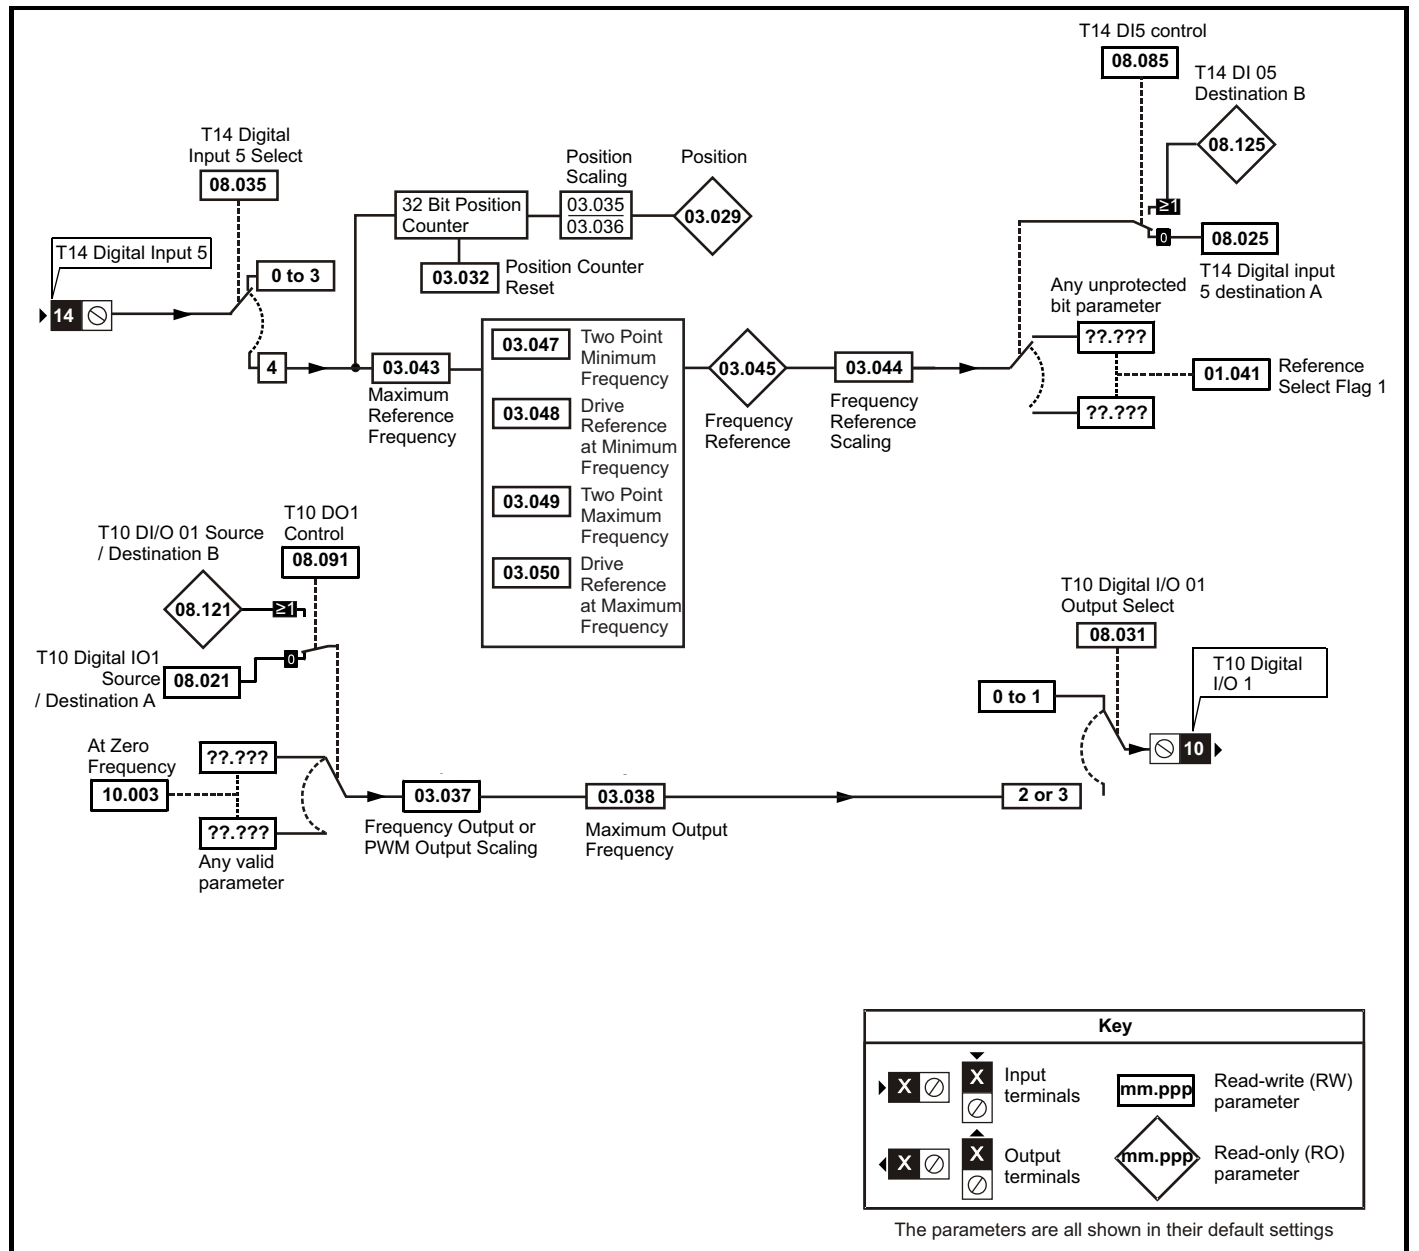 T14 DI5 control
08.085
T14 DI 05
Destination B
08.125
T14 Digital
Input 5 Select
08.035
Position
Scaling
03.035
03.036
Position
03.029
32 Bit Position
Counter
03.032
Position Counter
Reset
≥1
0
08.025
T14 Digital input
5 destination A
T14 Digital Input 5
14
0 to 3
4
03.043
Maximum
Reference
Frequency
03.047
Two Point
Minimum
Frequency
03.048
Drive
Reference
at Minimum
Frequency
03.049
Two Point
Maximum
Frequency
03.050
Drive
Reference
at Maximum
Frequency
03.045
Frequency
Reference
03.044
Frequency
Reference
Scaling
Any unprotected
bit parameter
??.???
??.???
01.041
Reference
Select Flag 1
T10 DI/O 01 Source
/ Destination B
08.121
≥1
T10 DO1
Control
08.091
T10 Digital IO1
Source
/ Destination A
08.021
0
At Zero
Frequency
10.003
??.???
??.???
Any valid
parameter
03.037
Frequency Output or
PWM Output Scaling
03.038
Maximum Output
Frequency
2 or 3
0 to 1
T10 Digital I/O 01
Output Select
08.031
T10 Digital
I/O 1
10
Key
X
X
Input
terminals
mm.ppp
Read-write (RW)
parameter
X
X
Output
terminals
mm.ppp
Read-only (RO)
parameter
The parameters are all shown in their default settings